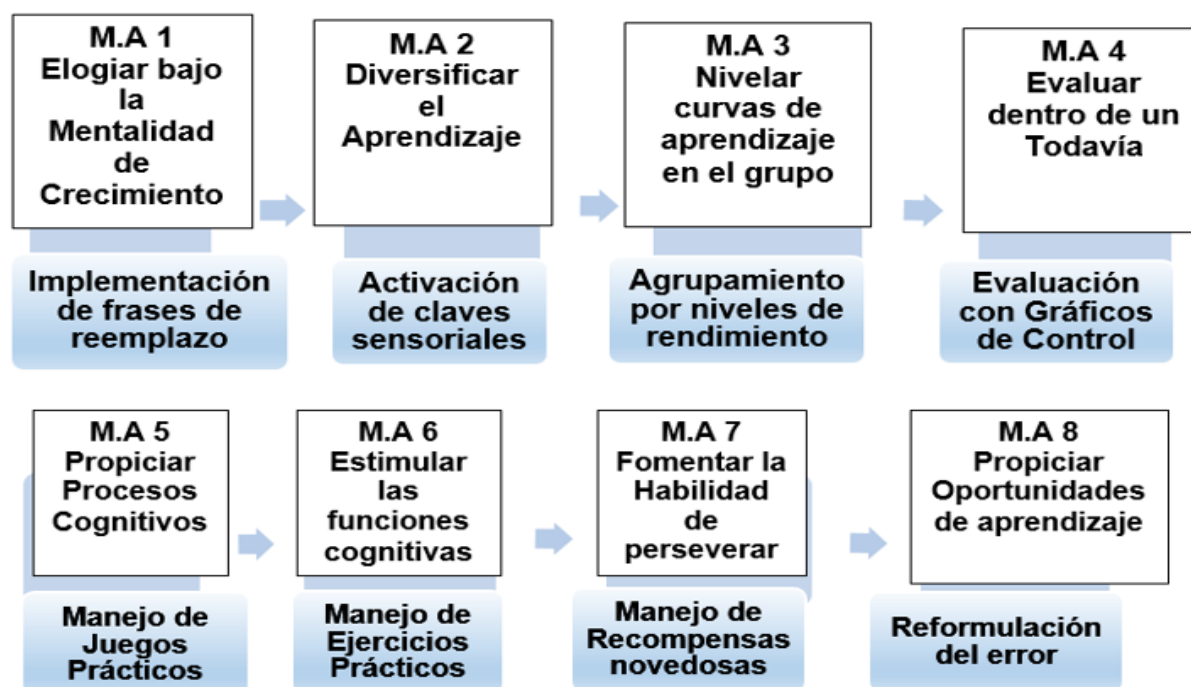 M.A 1
Elogiar bajo
la
Mentalidad
de
Crecimiento
Implementación
de frases de
reemplazo
M.A 2
Diversificar
el
Aprendizaje
Activación
de claves
sensoriales
M.A 3
Nivelar
curvas de
aprendizaje
en el grupo
Agrupamiento
por niveles de
rendimiento
M.A 4
Evaluar
dentro de un
Todavía
Evaluación
con Gráficos
de Control
M.A 5
Propiciar
Procesos
Cognitivos
Manejo de
Juegos
Prácticos
M.A 6
Estimular
las
funciones
cognitivas
Manejo de
Ejercicios
Prácticos
M.A 7
Fomentar la
Habilidad
de
perseverar
Manejo de
Recompensas
novedosas
M.A 8
Propiciar
Oportunidades
de aprendizaje
Reformulación
del error